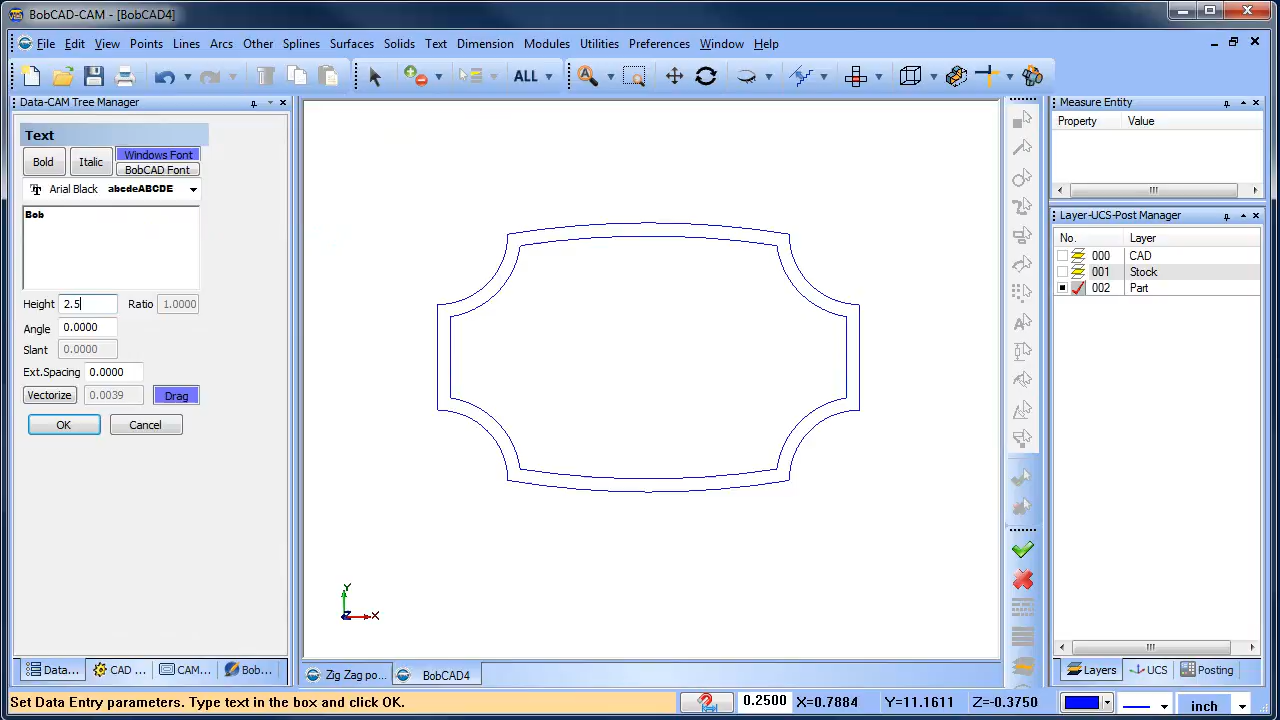 BobCAD-CAM - [BobCAD4]
File Edit View Points Lines Arcs Other Splines Surfaces Solids Text Dimension Modules Utilities Preferences Window Help
ALL
Data-CAM Tree Manager
Text
Bold Italic Windows Font
BobCAD Font
Arial Black abcdeABCDE
Bob
Height 2.5 Ratio 1.0000
Angle 0.0000
Slant 0.0000
Ext.Spacing 0.0000
Vectorize 0.0039 Drag
OK Cancel
Data... CAD ... CAM... Bob...
Y
Z X
Zig Zag po... BobCAD4
Measure Entity
Property Value
Layer-UCS-Post Manager
No. Layer
000 CAD
001 Stock
002 Part
Layers UCS Posting
Set Data Entry parameters. Type text in the box and click OK. 0.2500 X=0.7884 Y=11.1611 Z=-0.3750 inch